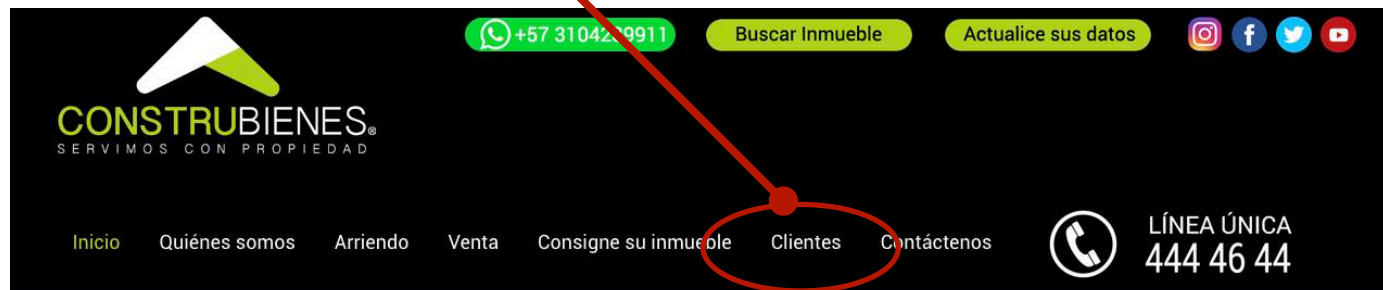 +57 3104239911
Buscar Inmueble
Actualice sus datos
CONSTRUBIENES®
SERVIMOS CON PROPIEDAD
Inicio
Quiénes somos
Arriendo
Venta
Consigne su inmueble
Clientes
Contáctenos
LÍNEA ÚNICA
444 46 44